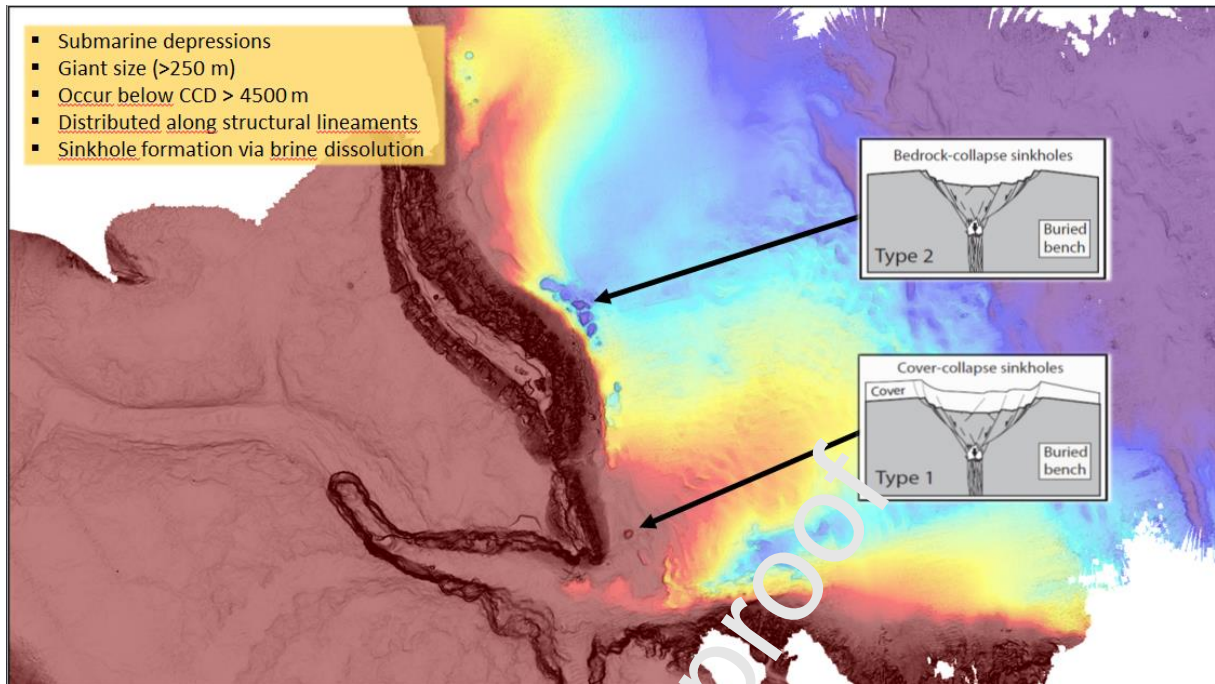 ▪ Submarine depressions
▪ Giant size (>250 m)
▪ Occur below CCD > 4500 m
▪ Distributed along structural lineaments
▪ Sinkhole formation via brine dissolution
Bedrock-collapse sinkholes
Buried
bench
Type 2
Cover-collapse sinkholes
Cover
Buried
bench
Type 1
proof